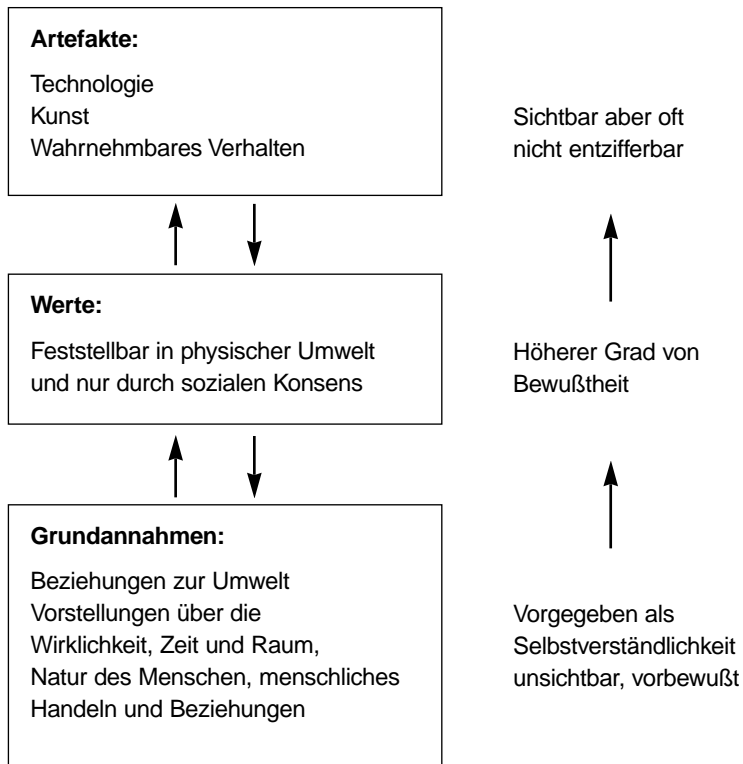 Artefakte:
Technologie
Kunst
Wahrnehmbares Verhalten
Sichtbar aber oft
nicht entzifferbar
Werte:
Feststellbar in physischer Umwelt
und nur durch sozialen Konsens
Höherer Grad von
Bewußtheit
Grundannahmen:
Beziehungen zur Umwelt
Vorstellungen über die
Wirklichkeit, Zeit und Raum,
Natur des Menschen, menschliches
Handeln und Beziehungen
Vorgegeben als
Selbstverständlichkeit
unsichtbar, vorbewußt